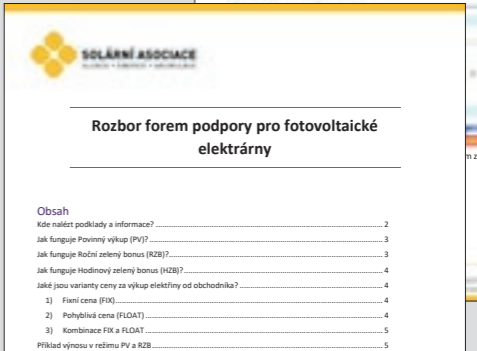 SOLÁRNÍ ASOCIACE
Rozbor forem podpory pro fotovoltaické
elektrárny
Obsah
Kde nalézt podklady a informace? 2
Jak funguje Povinný výkup (PV)? 3
Jak funguje Roční zelený bonus (RZB)? 3
Jak funguje Hodinový zelený bonus (HZB)? 4
Jaké jsou varianty ceny za výkup elektřiny od obchodníka? 4
1) Fixní cena (FIX) 4
2) Pohyblivá cena (FLOAT) 4
3) Kombinace FIX a FLOAT 5
Příklad výnosu v režimu PV a RZB 5